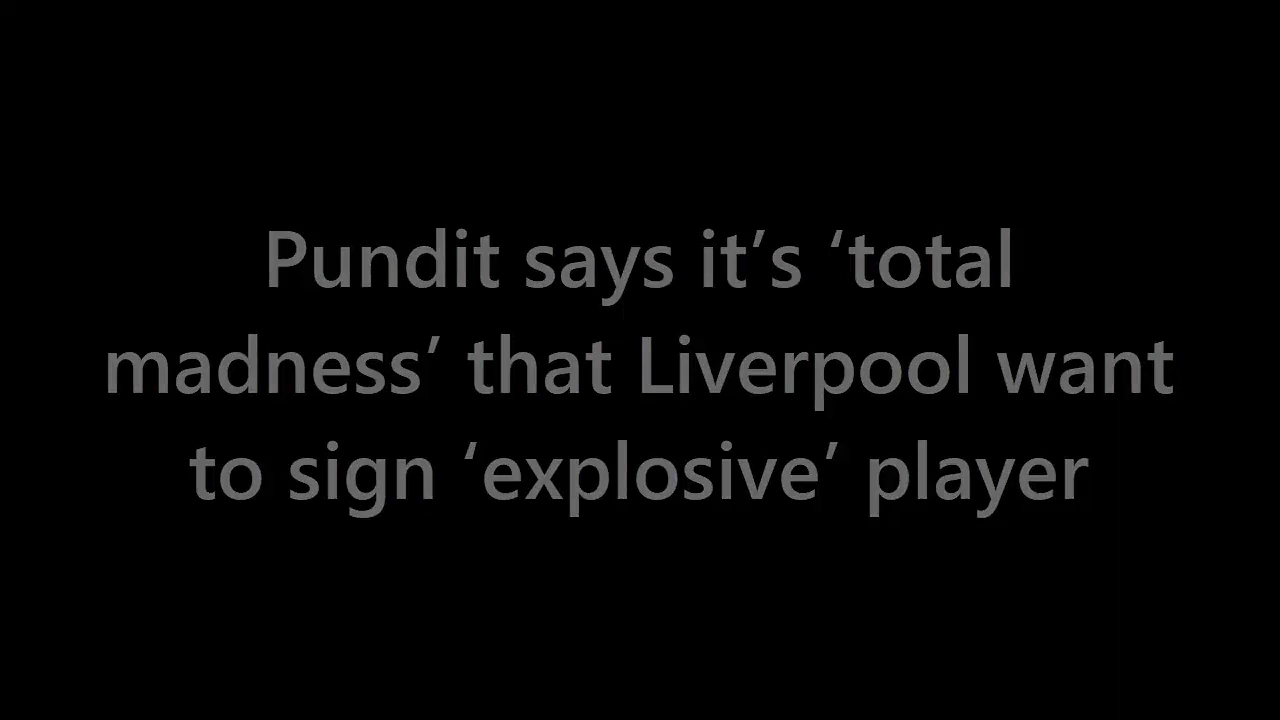 Pundit says it’s ‘total
madness’ that Liverpool want
to sign ‘explosive’ player